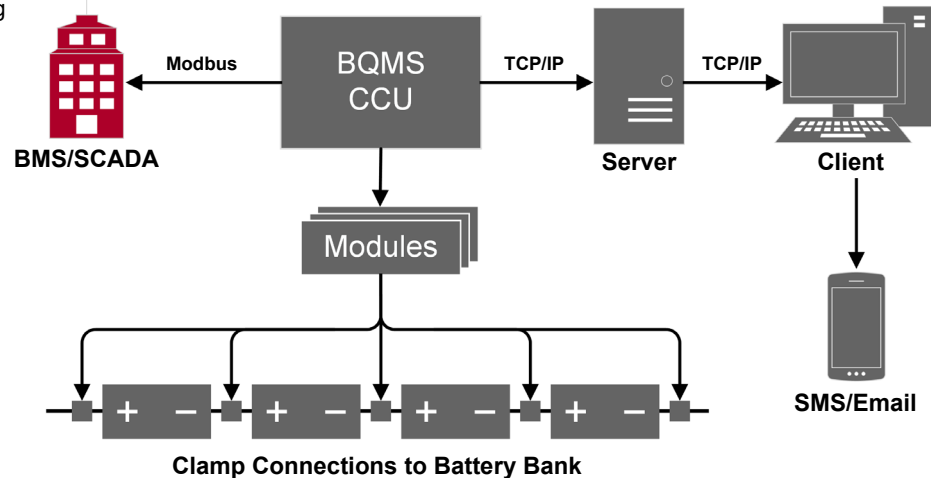 g
BQMS
CCU
Modbus
TCP/IP
TCP/IP
BMS/SCADA
Server
Client
Modules
+ − + − + − + −
SMS/Email
Clamp Connections to Battery Bank